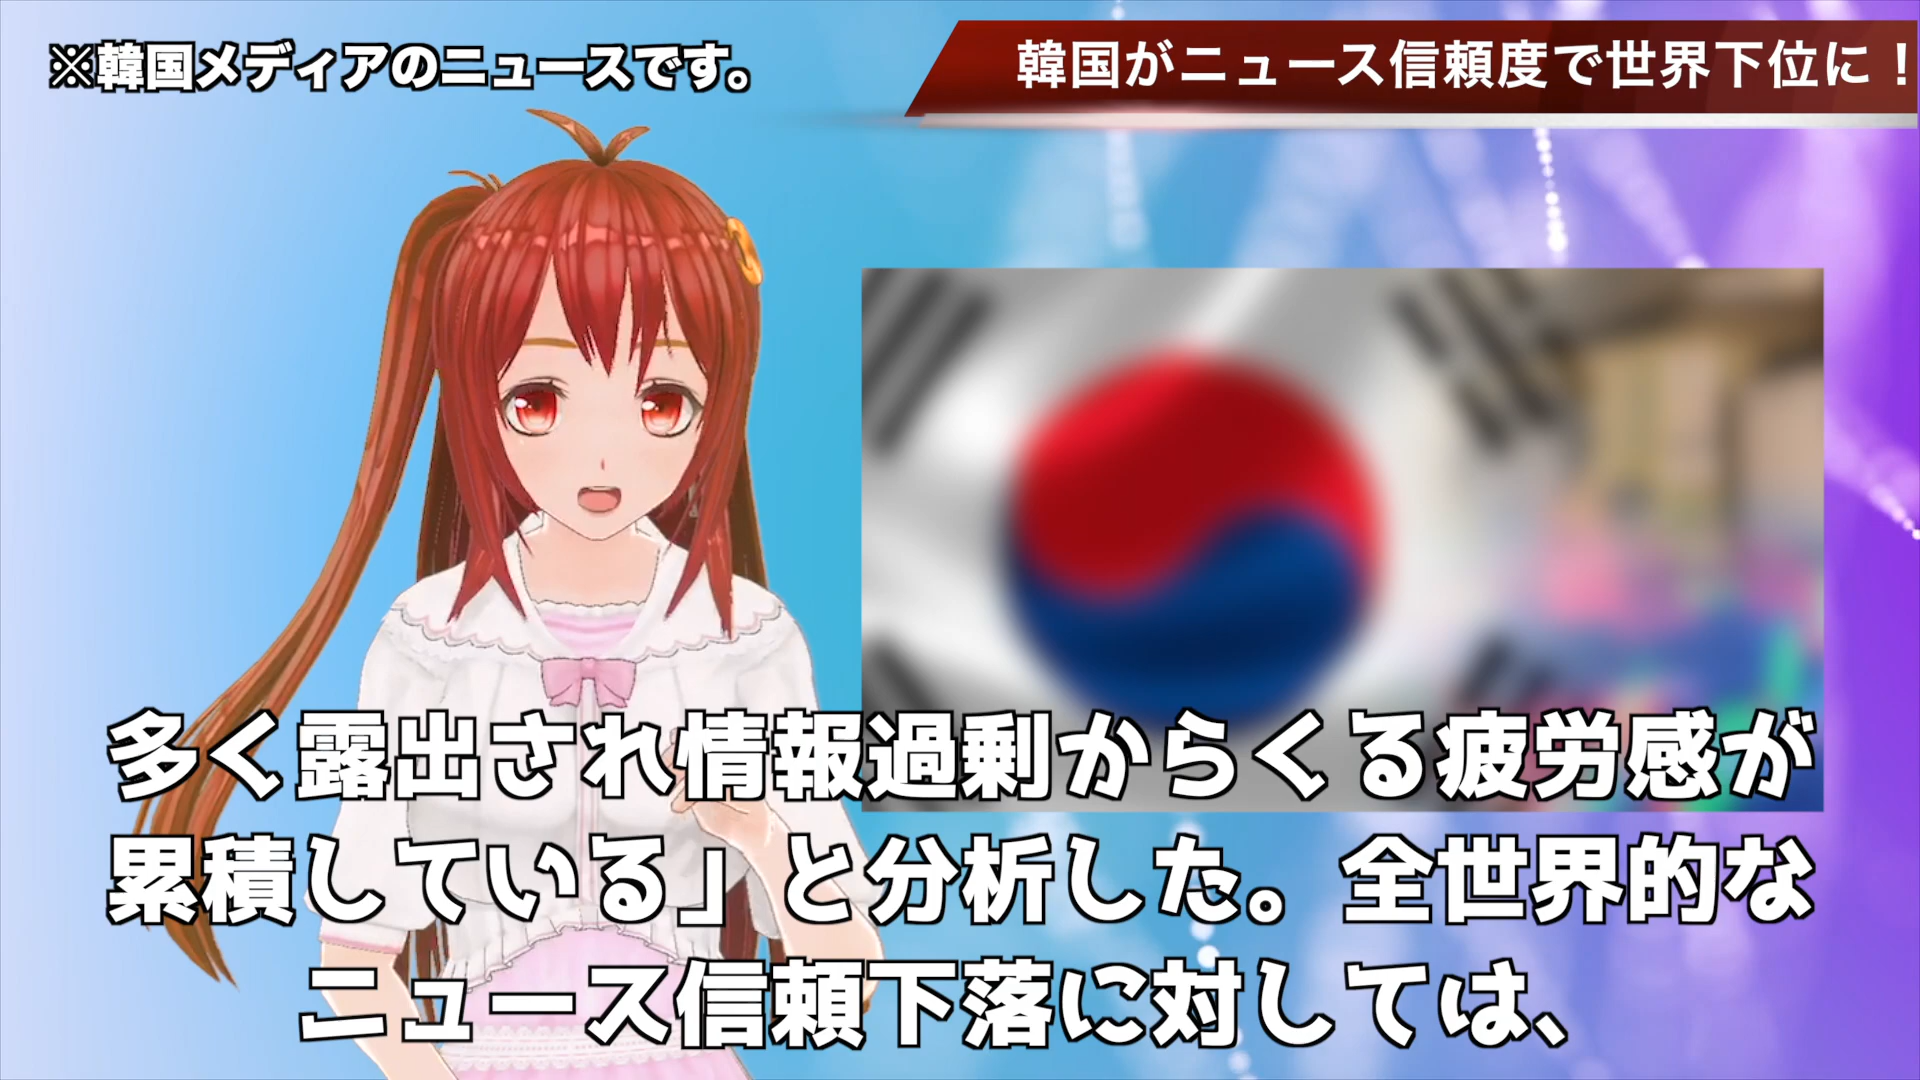 ※韓国メディアのニュースです。
韓国がニュース信頼度で世界下位に！
多く露出され情報過剰からくる疲労感が
累積している」と分析した。全世界的な
ニュース信頼下落に対しては、